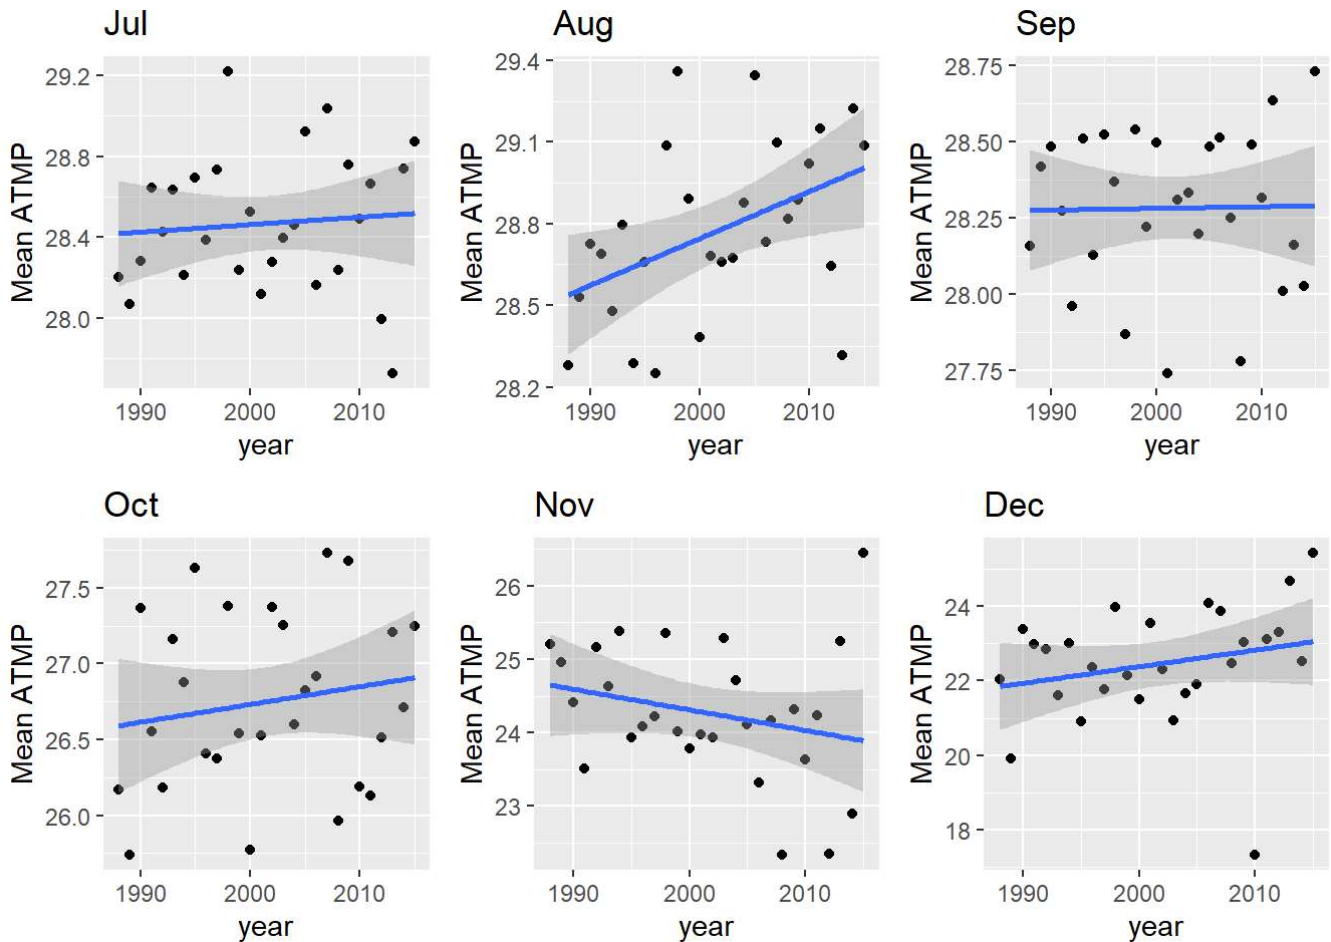 Jul
Aug
Sep
Mean ATMP
29.2
28.8
28.4
28.0
1990 2000 2010
year
Mean ATMP
29.4
29.1
28.8
28.5
28.2
1990 2000 2010
year
Mean ATMP
28.75
28.50
28.25
28.00
27.75
1990 2000 2010
year
Oct
Nov
Dec
Mean ATMP
27.5
27.0
26.5
26.0
1990 2000 2010
year
Mean ATMP
26
25
24
23
1990 2000 2010
year
Mean ATMP
24
22
20
18
1990 2000 2010
year